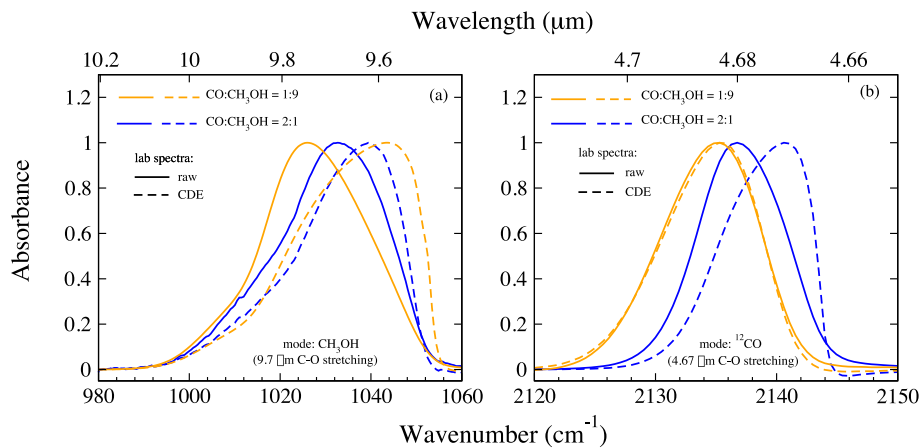 Wavelength (μm)
10.2 10 9.8 9.6 4.7 4.68 4.66
1.2 CO:CH₃OH = 1:9 (a) 1.2 CO:CH₃OH = 1:9 (b)
1 CO:CH₃OH = 2:1 1 CO:CH₃OH = 2:1
lab spectra: lab spectra:
0.8 raw 0.8 raw
CDE CDE
0.6 0.6
Absorbance
0.4 0.4
0.2 0.2
mode: CH₃OH mode: ¹²CO
(9.7 □m C-O stretching) (4.67 □m C-O stretching)
0 0
980 1000 1020 1040 1060 2120 2130 2140 2150
Wavenumber (cm⁻¹)